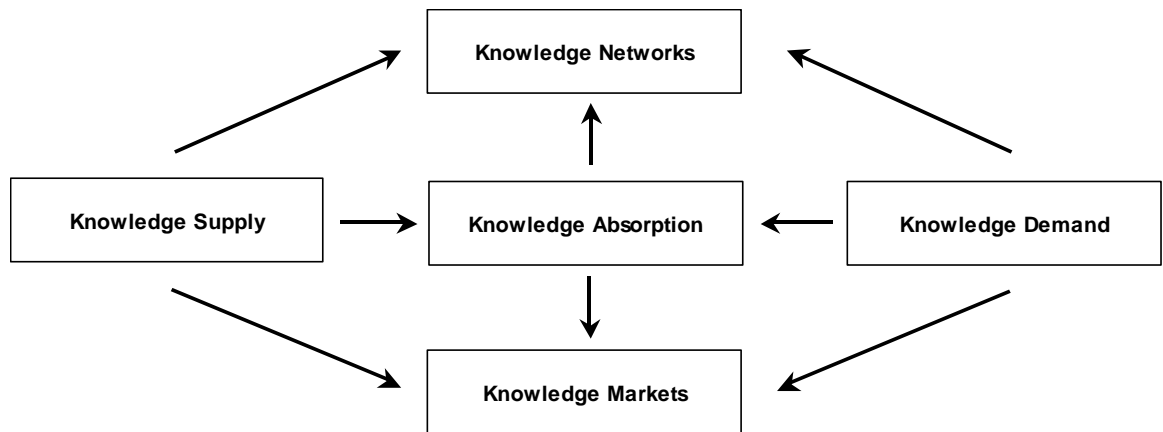 Knowledge Networks
Knowledge Supply
Knowledge Absorption
Knowledge Demand
Knowledge Markets